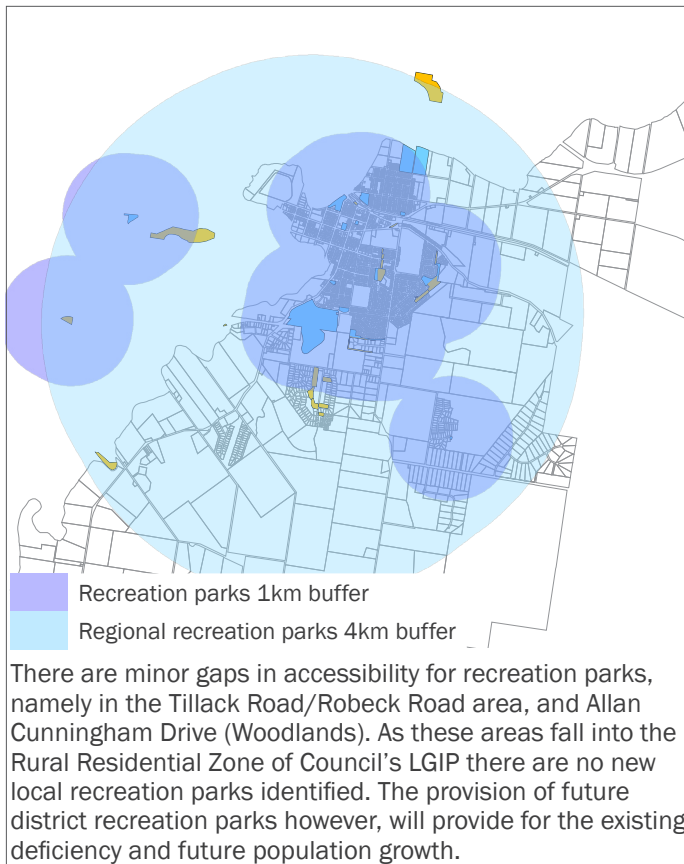 Recreation parks 1km buffer
Regional recreation parks 4km buffer
There are minor gaps in accessibility for recreation parks,
namely in the Tillack Road/Robeck Road area, and Allan
Cunningham Drive (Woodlands). As these areas fall into the
Rural Residential Zone of Council's LGIP there are no new
local recreation parks identified. The provision of future
district recreation parks however, will provide for the existing
deficiency and future population growth.